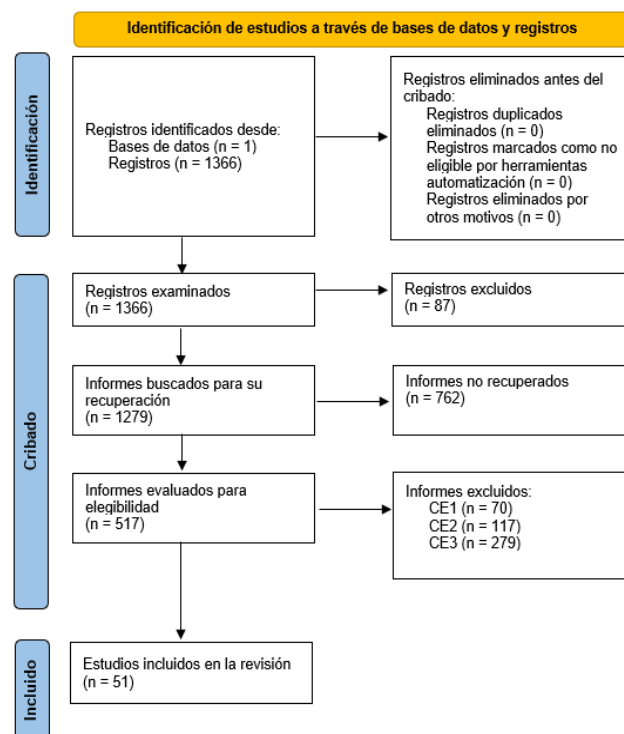 Identificación de estudios a través de bases de datos y registros
Identificación
Registros identificados desde:
Bases de datos (n = 1)
Registros = 1366)
Registros eliminados antes del
cribado:
Registros duplicados
eliminados (n = 0)
Registros marcados como no
eligible por herramientas
automatización (n = 0)
Registros eliminados por
otros motivos (n = 0)
Cribado
Registros examinados
(n = 1366)
Registros excluidos
(n = 87)
Informes buscados para su
recuperación
(n = 1279)
Informes no recuperados
(n = 762)
Informes evaluados para
elegibilidad
(n = 517)
Informes excluidos:
CE1 (n = 70)
CE2 (n = 117)
CE3 (n = 279)
Incluido
Estudios incluidos en la revisión
(n = 51)